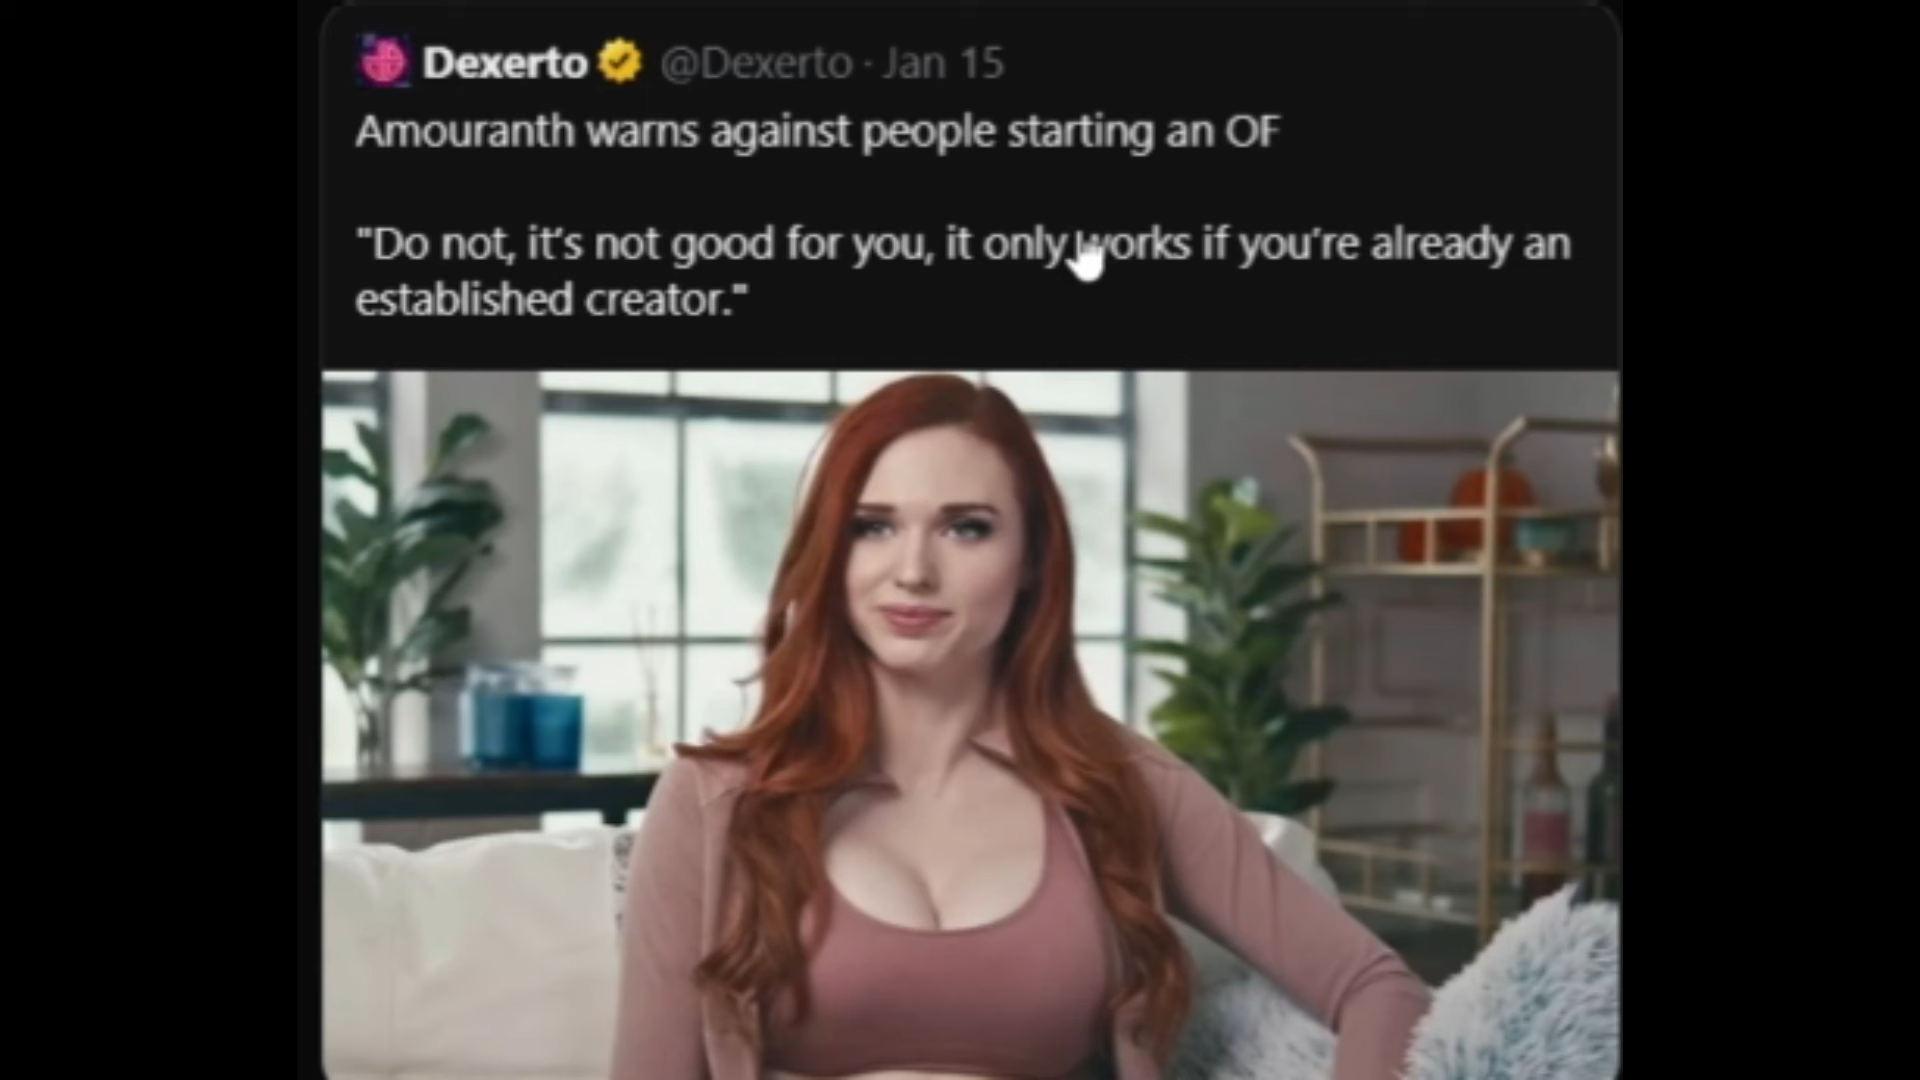 Dexerto @Dexerto · Jan 15
Amouranth warns against people starting an OF
"Do not, it's not good for you, it only works if you're already an
established creator."